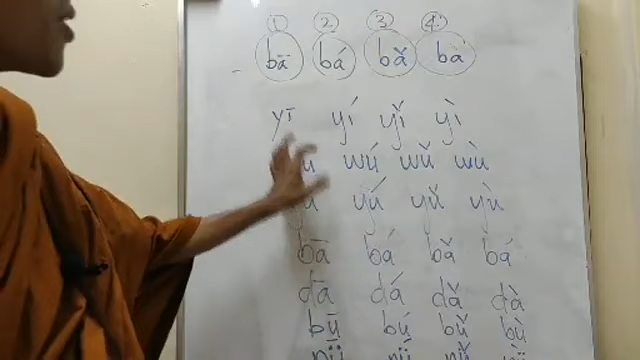 1 2 3 4
bā bá bǎ bà
yī yí yǐ yì
wú wǔ wù
yú yǔ yù
bā bá bǎ bá
dā dá dǎ dà
bū bú bǔ bù